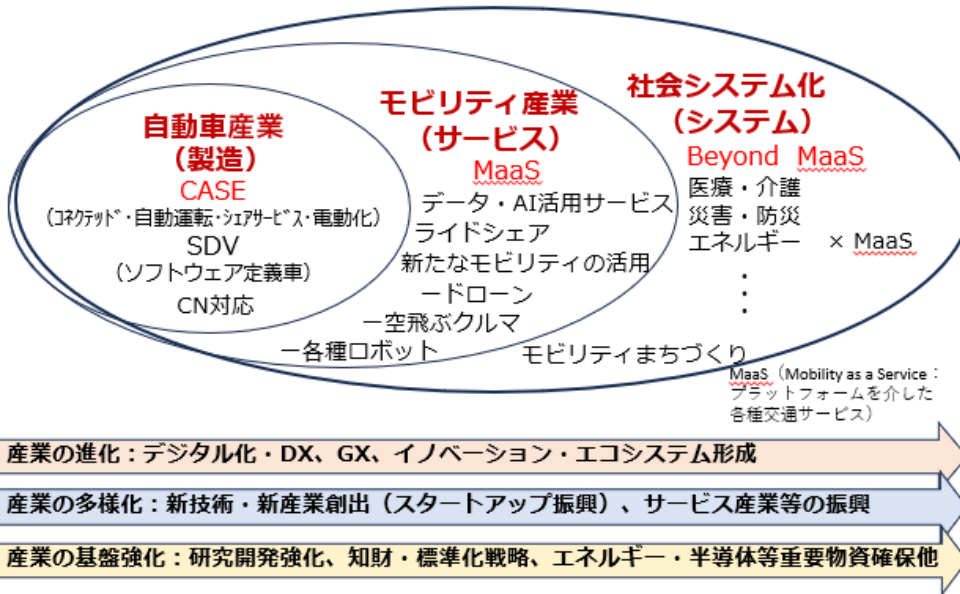 自動車産業
（製造）
CASE
（ｺﾈｸﾃｯﾄﾞ・自動運転・ｼｪｱｻｰﾋﾞｽ・電動化）
SDV
（ソフトウェア定義車）
CN対応
モビリティ産業
（サービス）
MaaS
データ・AI活用サービス
ライドシェア
新たなモビリティの活用
ードローン
ー空飛ぶクルマ
ー各種ロボット
社会システム化
（システム）
Beyond MaaS
医療・介護
災害・防災
エネルギー × MaaS
・
・
・
モビリティまちづくり
MaaS（Mobility as a Service：
プラットフォームを介した
各種交通サービス）
産業の進化：デジタル化・DX、GX、イノベーション・エコシステム形成
産業の多様化：新技術・新産業創出（スタートアップ振興）、サービス産業等の振興
産業の基盤強化：研究開発強化、知財・標準化戦略、エネルギー・半導体等重要物資確保他